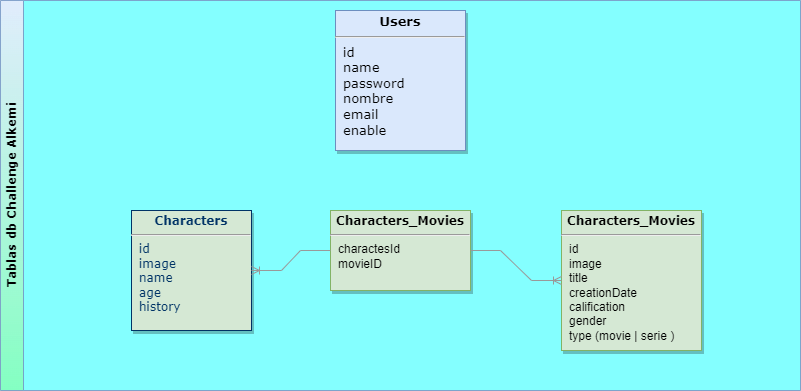 Tablas db Challenge Alkemi
Users
id
name
password
nombre
email
enable
Characters
id
image
name
age
history
Characters_Movies
charactesId
movieID
Characters_Movies
id
image
title
creationDate
calification
gender
type (movie | serie )